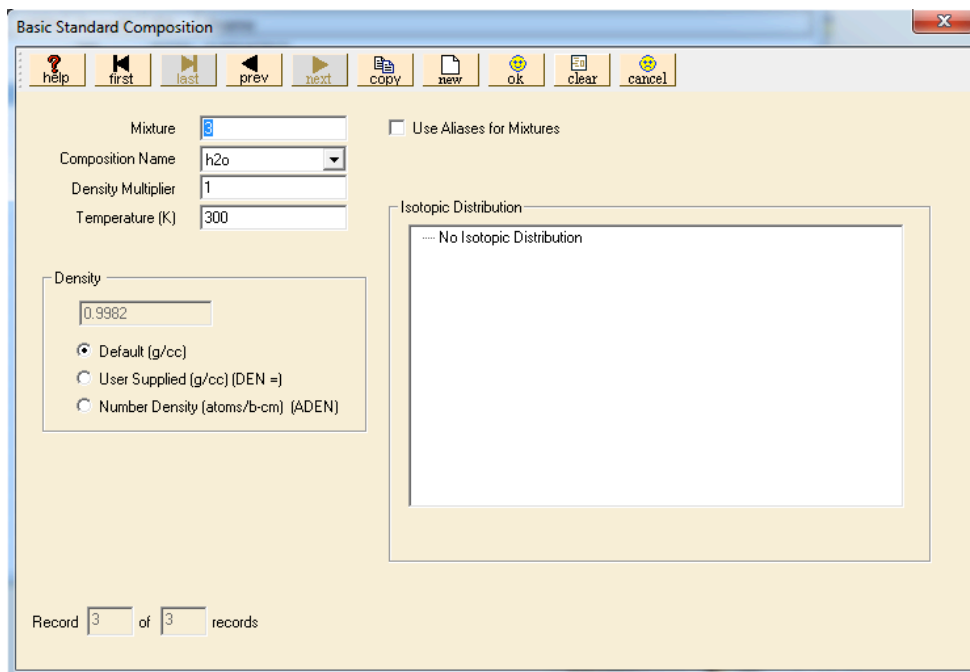 Basic Standard Composition
help first last prev next copy new ok clear cancel
Mixture 3 Use Aliases for Mixtures
Composition Name h2o
Density Multiplier 1
Temperature (K) 300
Isotopic Distribution
No Isotopic Distribution
Density
0.9982
Default (g/cc)
User Supplied (g/cc) (DEN =)
Number Density (atoms/b-cm) (ADEN)
Record 3 of 3 records